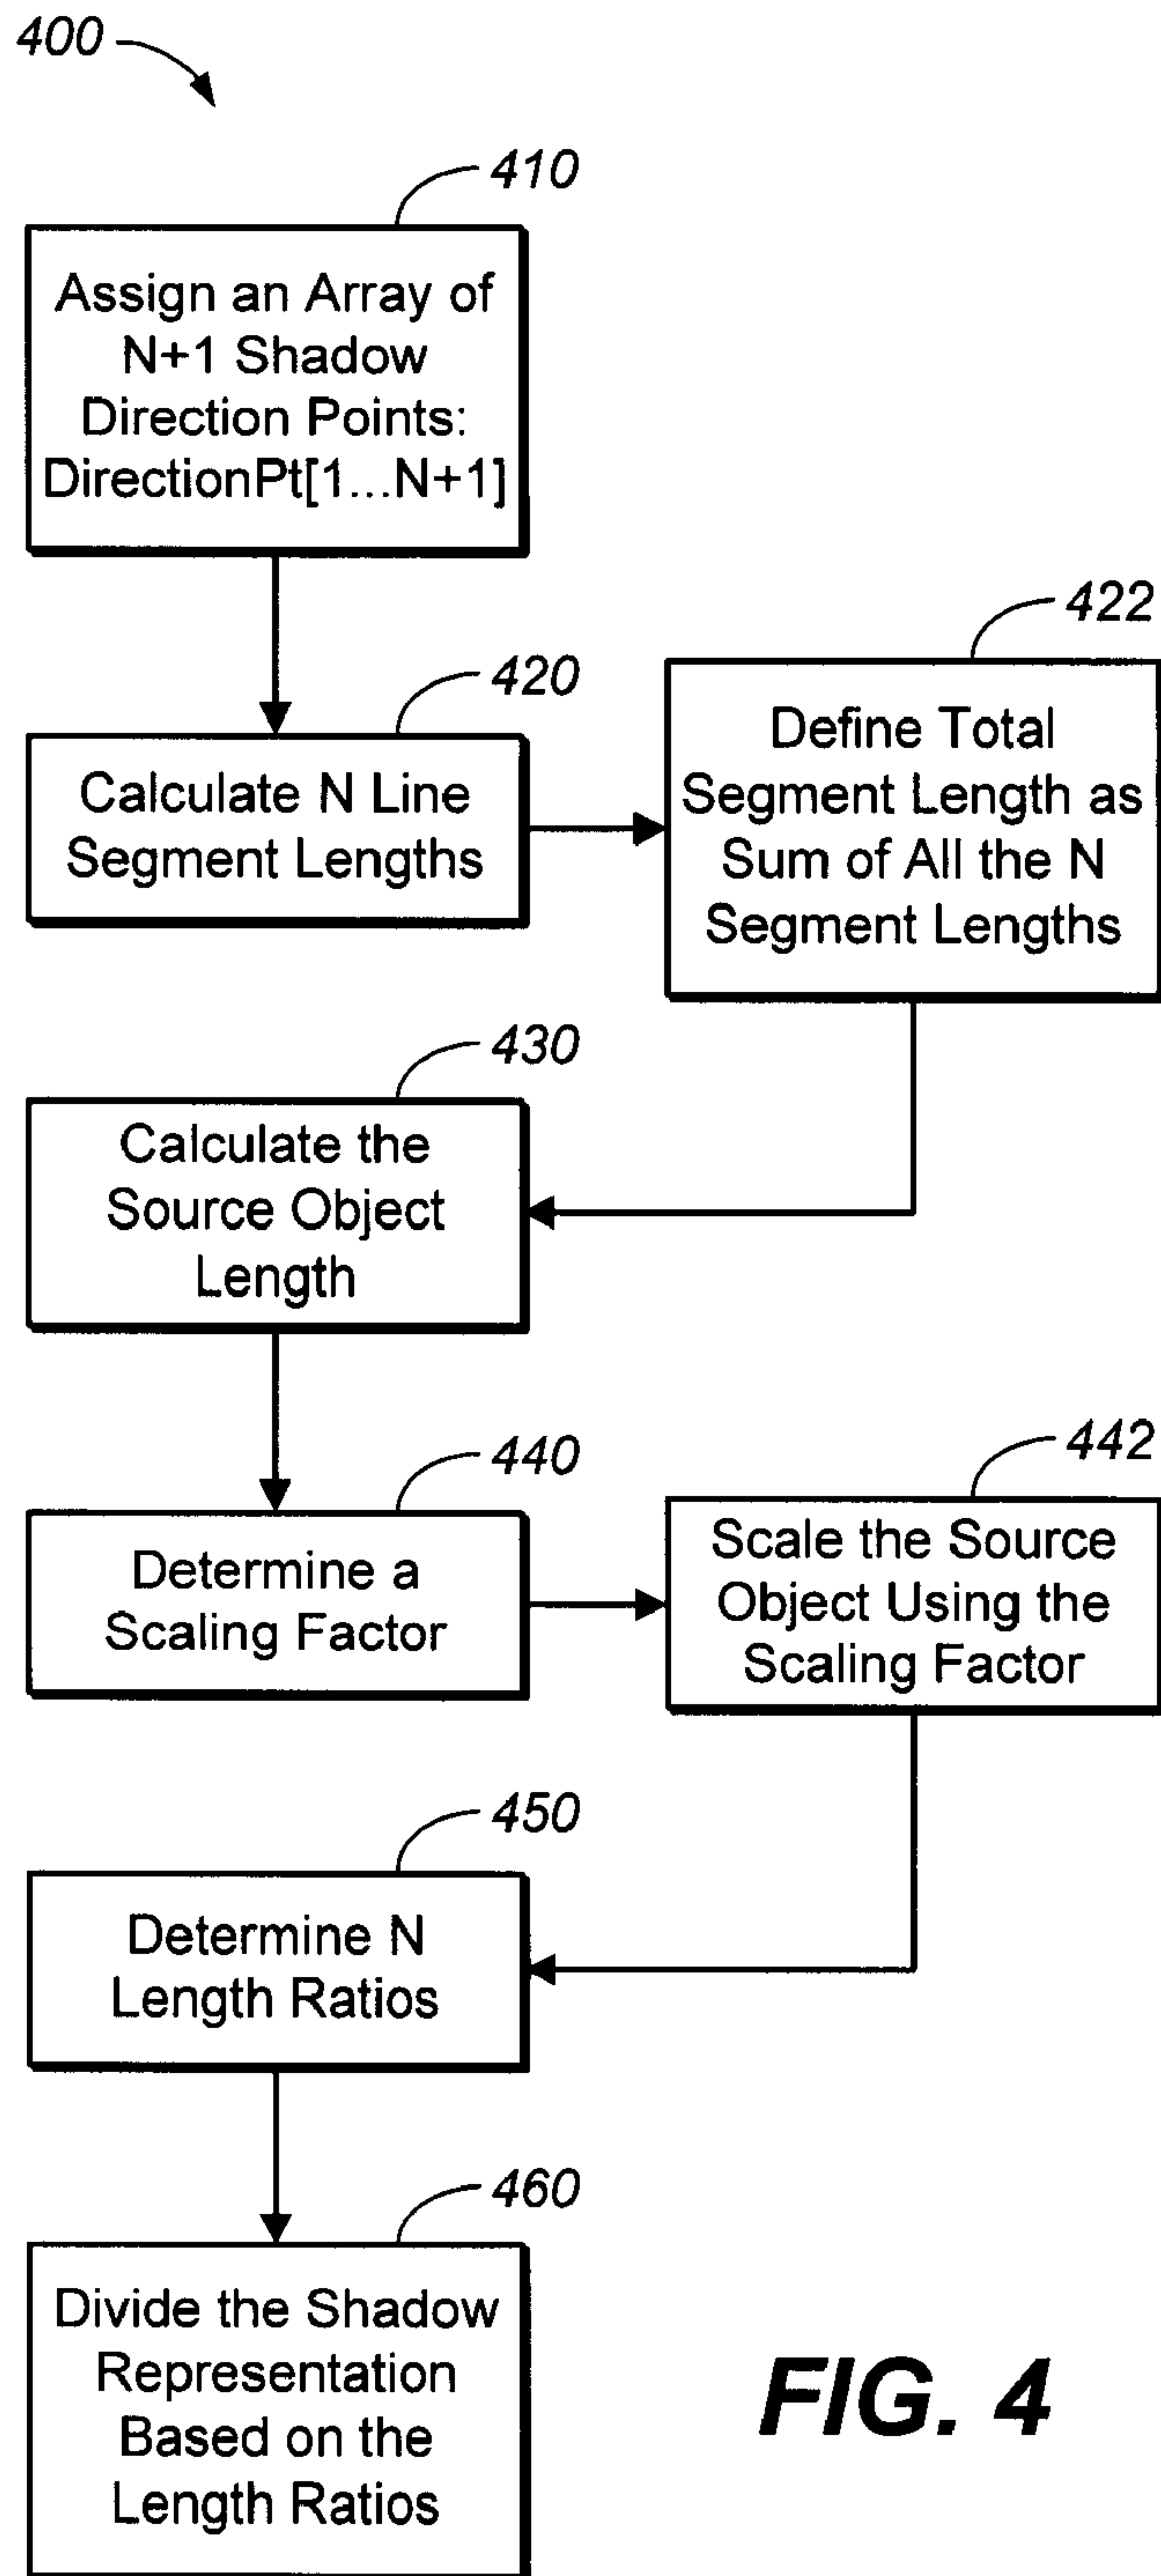 400
410
Assign an Array of
N+1 Shadow
Direction Points:
DirectionPt[1...N+1]
420
Calculate N Line
Segment Lengths
422
Define Total
Segment Length as
Sum of All the N
Segment Lengths
430
Calculate the
Source Object
Length
440
Determine a
Scaling Factor
442
Scale the Source
Object Using the
Scaling Factor
450
Determine N
Length Ratios
460
Divide the Shadow
Representation
Based on the
Length Ratios
FIG. 4